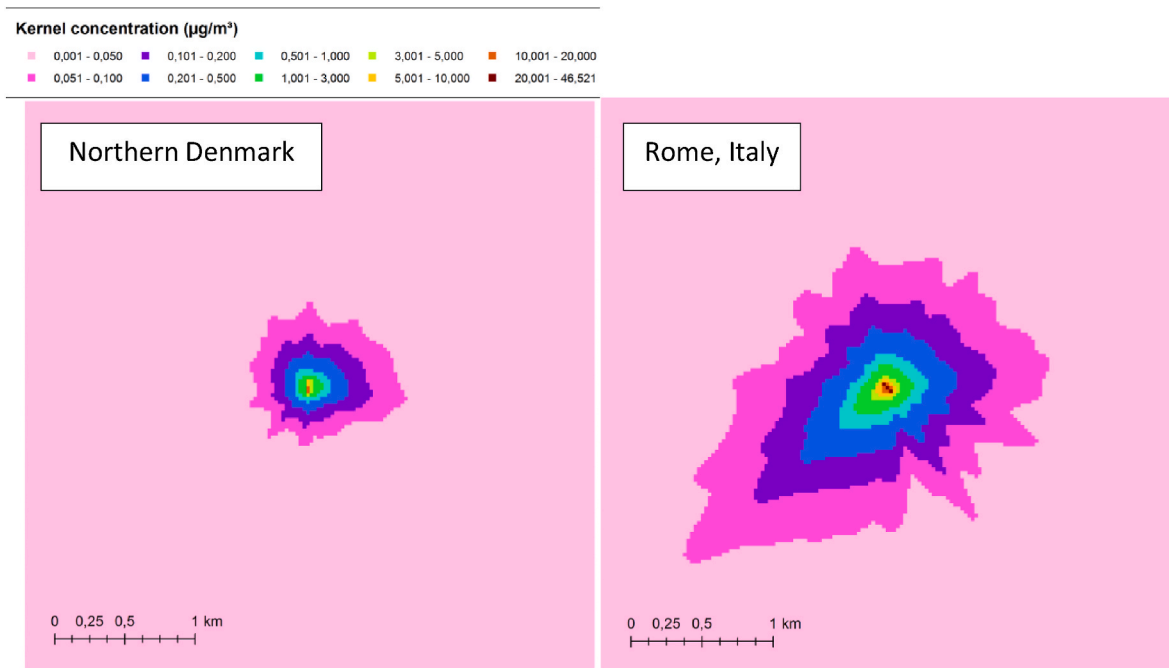 Kernel concentration (µg/m³)
0,001 - 0,050 0,101 - 0,200 0,501 - 1,000 3,001 - 5,000 10,001 - 20,000
0,051 - 0,100 0,201 - 0,500 1,001 - 3,000 5,001 - 10,000 20,001 - 46,521
Northern Denmark
Rome, Italy
0 0,25 0,5 1 km
0 0,25 0,5 1 km